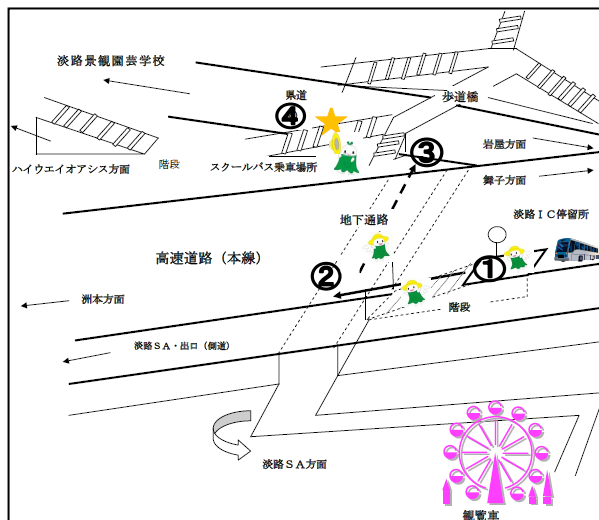 淡路景観園芸学校
県道
歩道橋
④
③
岩屋方面
ハイウエイオアシス方面
階段
スクールバス乗車場所
舞子方面
地下通路
淡路ＩＣ停留所
高速道路（本線）
②
①
洲本方面
階段
淡路ＳＡ・出口（側道）
淡路ＳＡ方面
観覧車